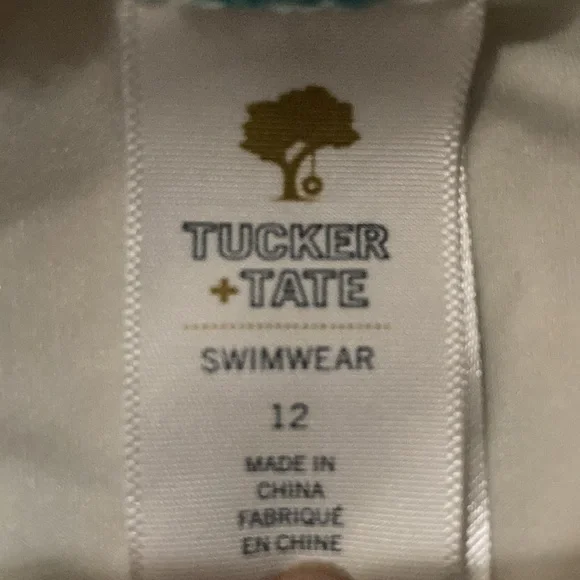 TUCKER
+TATE
SWIMWEAR
12
MADE IN
CHINA
FABRIQUÉ
EN CHINE